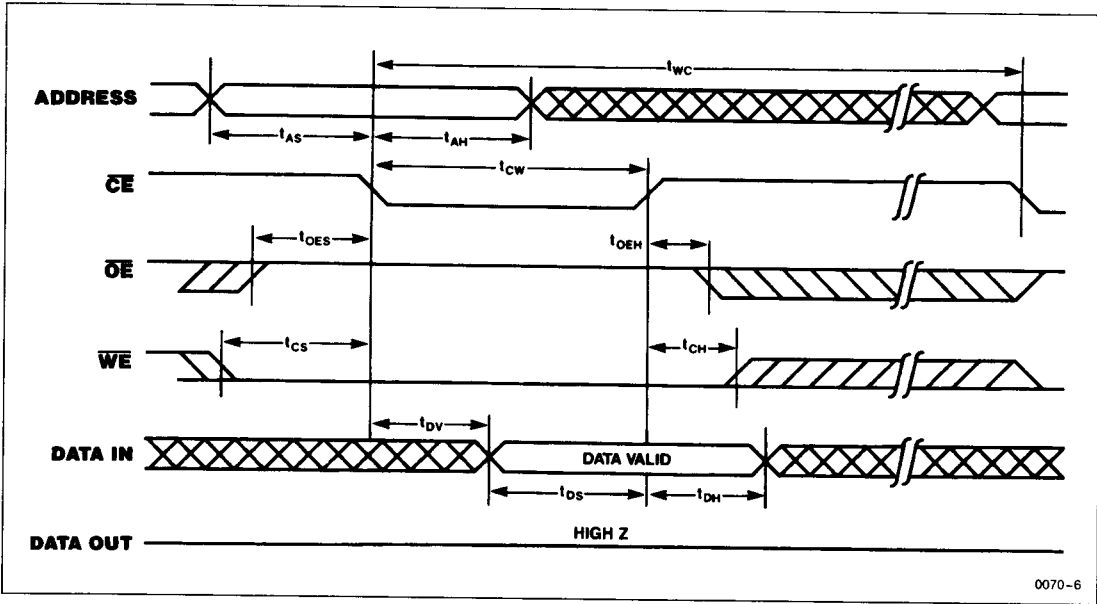 tWC
ADDRESS
tAS
tAH
tCW
CE
tOES
tOEH
OE
tCS
tCH
WE
tDV
DATA IN
DATA VALID
tDS
tDH
HIGH Z
DATA OUT
0070-6